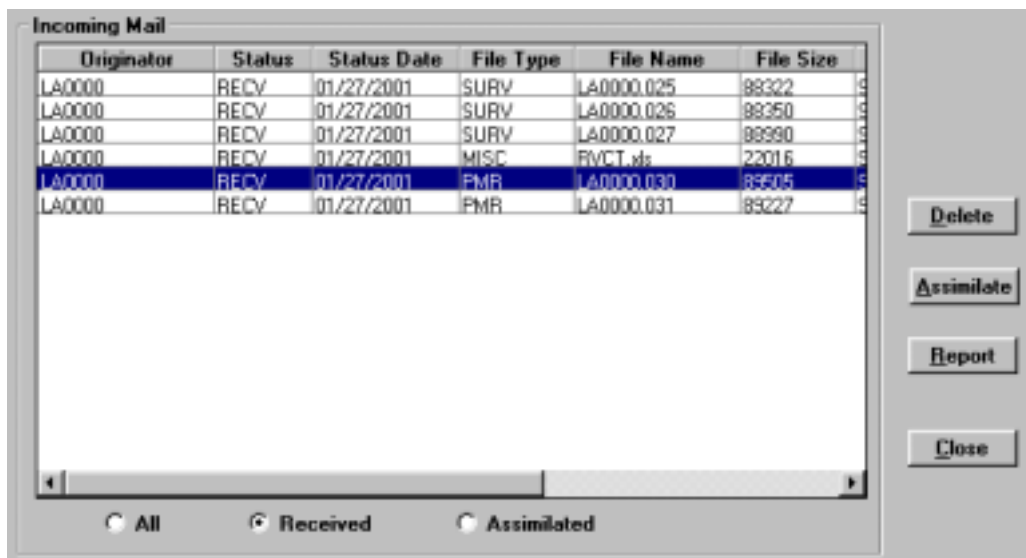 Incoming Mail
Originator Status Status Date File Type File Name File Size
LA0000 RECV 01/27/2001 SURV LA0000.025 88322 S
LA0000 RECV 01/27/2001 SURV LA0000.026 88350 S
LA0000 RECV 01/27/2001 SURV LA0000.027 88990 S
LA0000 RECV 01/27/2001 MISC RVCT.xls 22016 S
LA0000 RECV 01/27/2001 PMR LA0000.030 89505 S
LA0000 RECV 01/27/2001 PMR LA0000.031 89227 S
Delete
Assimilate
Report
Close
All Received Assimilated